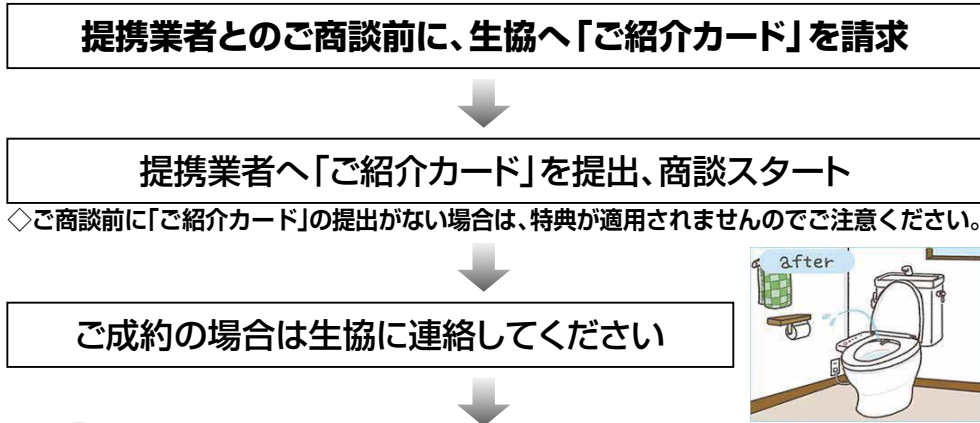 提携業者とのご商談前に、生協へ「ご紹介カード」を請求
提携業者へ「ご紹介カード」を提出、商談スタート
◇ご商談前に「ご紹介カード」の提出がない場合は、特典が適用されませんのでご注意ください。
after
ご成約の場合は生協に連絡してください